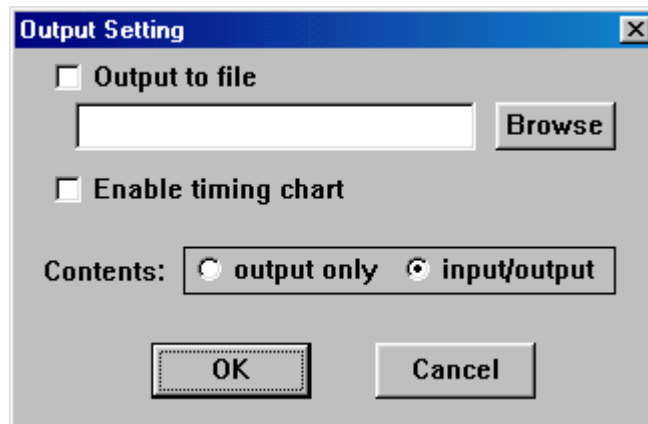 Output Setting
Output to file
Browse
Enable timing chart
Contents: output only input/output
OK Cancel